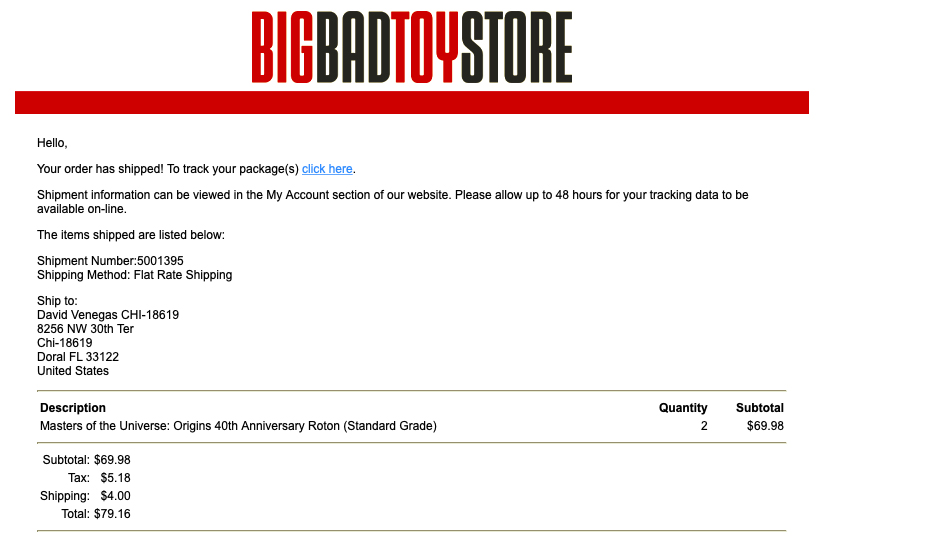 BIGBADTOYSTORE
Hello,
Your order has shipped! To track your package(s) click here.
Shipment information can be viewed in the My Account section of our website. Please allow up to 48 hours for your tracking data to be
available on-line.
The items shipped are listed below:
Shipment Number:5001395
Shipping Method: Flat Rate Shipping
Ship to:
David Venegas CHI-18619
8256 NW 30th Ter
Chi-18619
Doral FL 33122
United States
Description Quantity Subtotal
Masters of the Universe: Origins 40th Anniversary Roton (Standard Grade) 2 $69.98
Subtotal: $69.98
Tax: $5.18
Shipping: $4.00
Total: $79.16